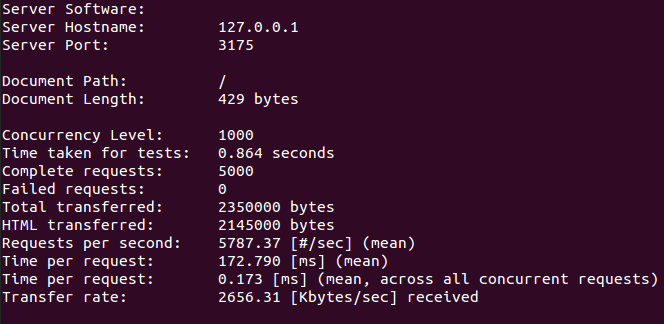 Server Software:
Server Hostname: 127.0.0.1
Server Port: 3175
Document Path: /
Document Length: 429 bytes
Concurrency Level: 1000
Time taken for tests: 0.864 seconds
Complete requests: 5000
Failed requests: 0
Total transferred: 2350000 bytes
HTML transferred: 2145000 bytes
Requests per second: 5787.37 [#/sec] (mean)
Time per request: 172.790 [ms] (mean)
Time per request: 0.173 [ms] (mean, across all concurrent requests)
Transfer rate: 2656.31 [Kbytes/sec] received